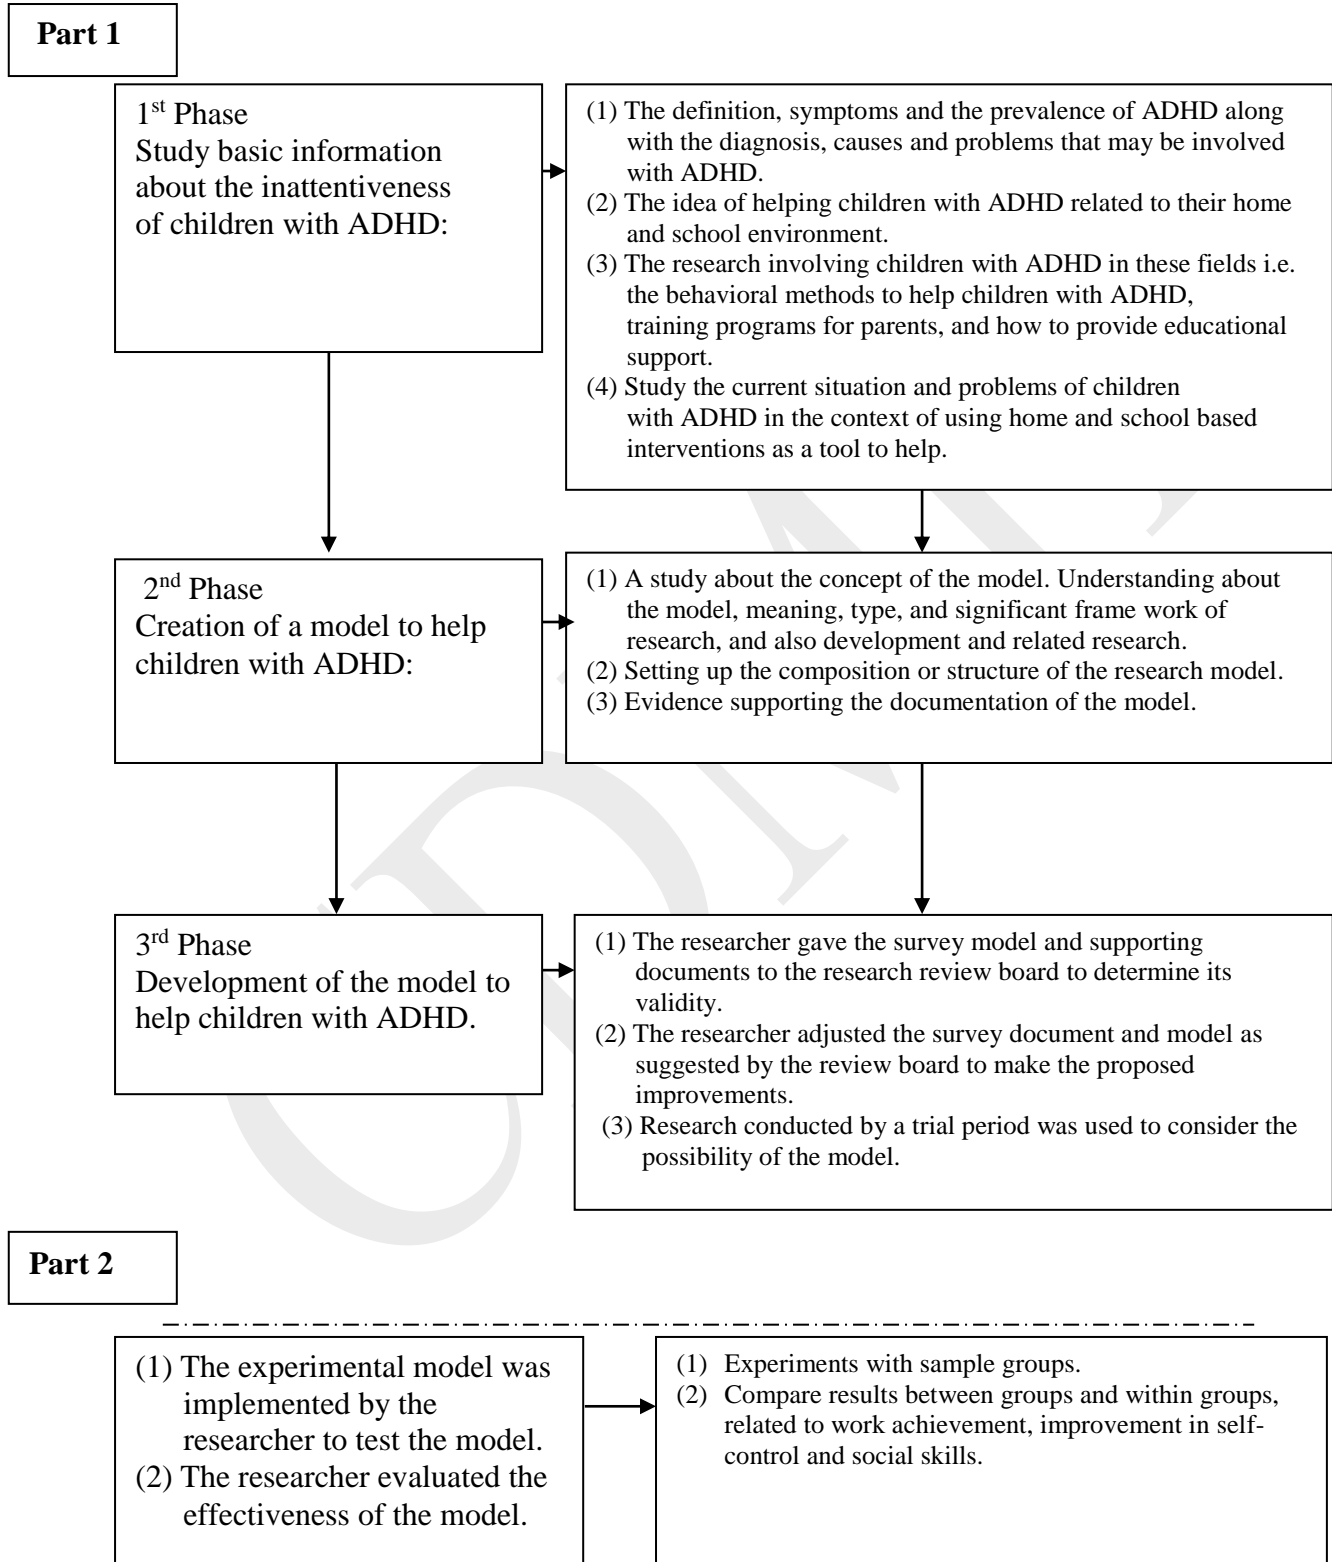 Part 1
1st Phase
Study basic information
about the inattentiveness
of children with ADHD:
(1) The definition, symptoms and the prevalence of ADHD along
with the diagnosis, causes and problems that may be involved
with ADHD.
(2) The idea of helping children with ADHD related to their home
and school environment.
(3) The research involving children with ADHD in these fields i.e.
the behavioral methods to help children with ADHD,
training programs for parents, and how to provide educational
support.
(4) Study the current situation and problems of children
with ADHD in the context of using home and school based
interventions as a tool to help.
2nd Phase
Creation of a model to help
children with ADHD:
(1) A study about the concept of the model. Understanding about
the model, meaning, type, and significant frame work of
research, and also development and related research.
(2) Setting up the composition or structure of the research model.
(3) Evidence supporting the documentation of the model.
3rd Phase
Development of the model to
help children with ADHD.
(1) The researcher gave the survey model and supporting
documents to the research review board to determine its
validity.
(2) The researcher adjusted the survey document and model as
suggested by the review board to make the proposed
improvements.
(3) Research conducted by a trial period was used to consider the
possibility of the model.
Part 2
(1) The experimental model was
implemented by the
researcher to test the model.
(2) The researcher evaluated the
effectiveness of the model.
(1) Experiments with sample groups.
(2) Compare results between groups and within groups,
related to work achievement, improvement in self-
control and social skills.